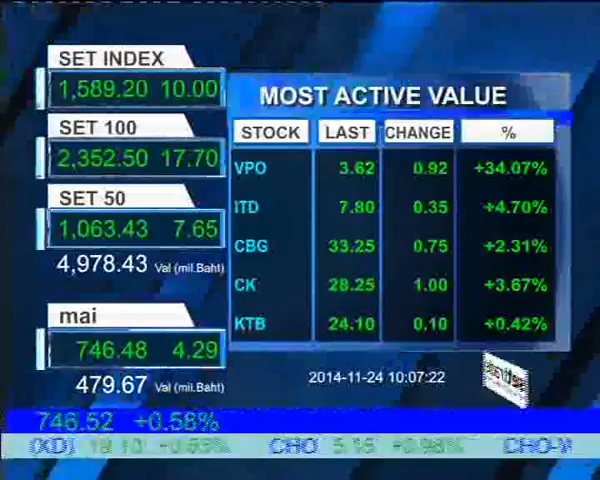 SET INDEX
1,589.20 10.00
SET 100
2,352.50 17.70
SET 50
1,063.43 7.65
4,978.43 Val (mil.Baht)
mai
746.48 4.29
479.67 Val (mil.Baht)
MOST ACTIVE VALUE
STOCK LAST CHANGE %
VPO 3.62 0.92 +34.07%
ITD 7.80 0.35 +4.70%
CBG 33.25 0.75 +2.31%
CK 28.25 1.00 +3.67%
KTB 24.10 0.10 +0.42%
2014-11-24 10:07:22
746.52 +0.58%
(XD) CHO 5.15 +0.98% CHO-W